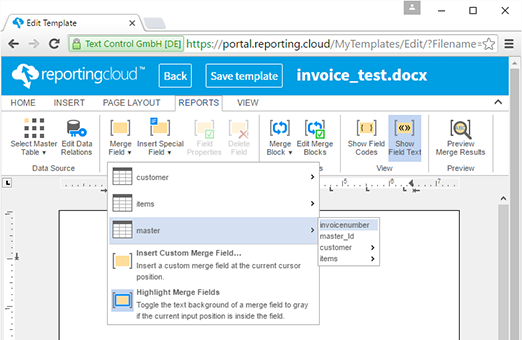 Edit Template
Text Control GmbH [DE]
https://portal.reporting.cloud/MyTemplates/Edit/?Filename=
reportingcloud™
Back
Save template
invoice_test.docx
HOME INSERT PAGE LAYOUT REPORTS VIEW
Select Master
Table
Edit Data
Relations
Merge
Field
Insert Special
Field
Field
Properties
Delete
Field
Merge
Block
Edit Merge
Blocks
Show Field
Codes
Show
Field Text
Preview
Merge Results
Data Source
View
Preview
customer
items
master
Insert Custom Merge Field...
Insert a custom merge field at the current cursor
position.
Highlight Merge Fields
Toggle the text background of a merge field to gray
if the current input position is inside the field.
invoicenumber
master_Id
customer
items
5 6 7
L